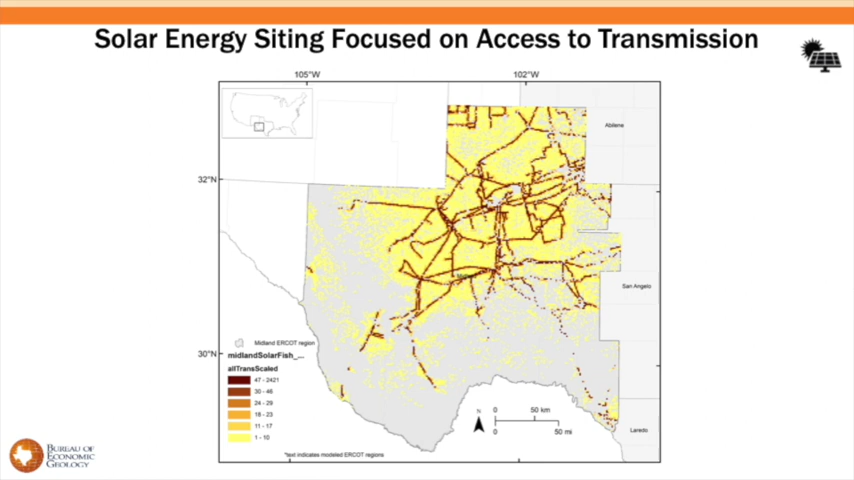 Solar Energy Siting Focused on Access to Transmission
105°W
102°W
Abilene
32°N
San Angelo
30°N
Midland ERCOT region
midlandSolarFish_...
allTransScaled
47 - 2421
30 - 46
24 - 29
18 - 23
11 - 17
1 - 10
N
0
50 km
0
50 mi
Laredo
*text indicates modeled ERCOT regions
BUREAU OF
ECONOMIC
GEOLOGY